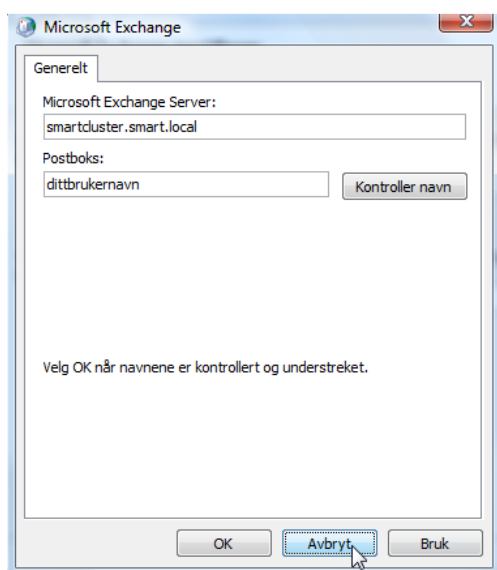 Microsoft Exchange
Generelt
Microsoft Exchange Server:
smartcluster.smart.local
Postboks:
dittbrukernavn
Kontroller navn
Velg OK når navnene er kontrollert og understreket.
OK
Avbryt
Bruk